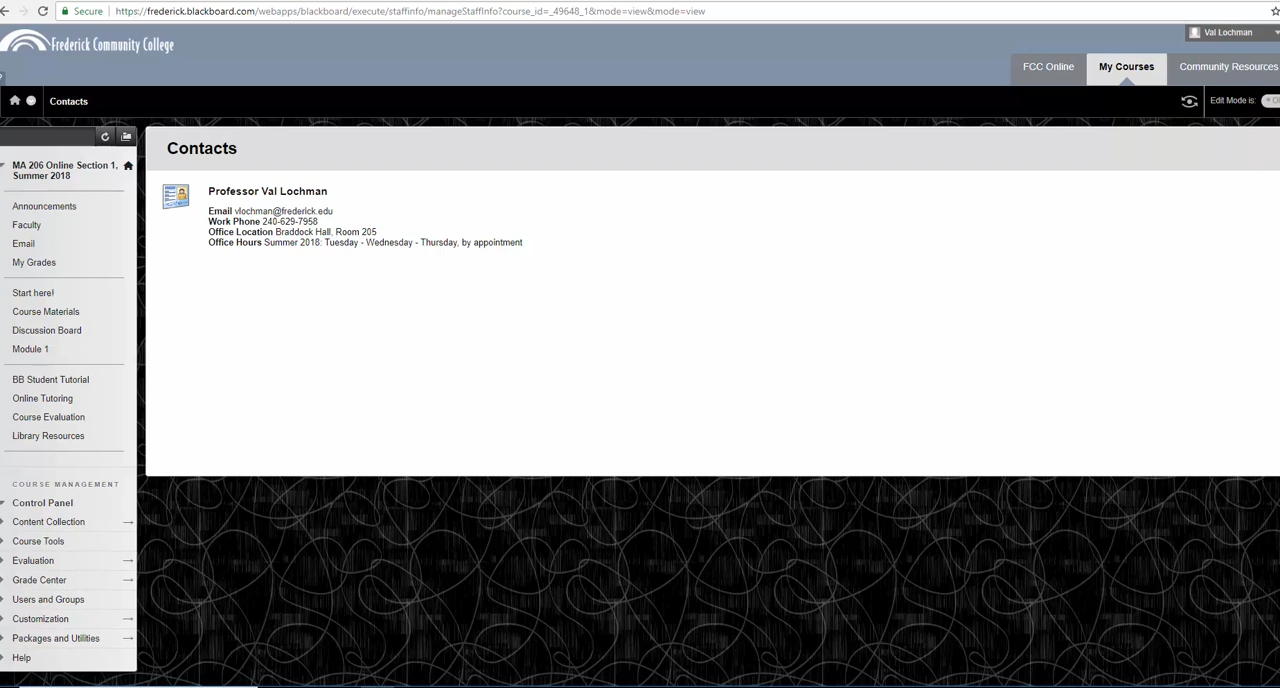 Secure
https://frederick.blackboard.com/webapps/blackboard/execute/staffinfo/manageStaffInfo?course_id=_49648_1&mode=view&mode=view
Frederick Community College
Val Lochman
FCC Online
My Courses
Community Resources
Contacts
Edit Mode is:
Contacts
MA 206 Online Section 1,
Summer 2018
Announcements
Faculty
Email
My Grades
Start here!
Course Materials
Discussion Board
Module 1
BB Student Tutorial
Online Tutoring
Course Evaluation
Library Resources
COURSE MANAGEMENT
Control Panel
Content Collection
Course Tools
Evaluation
Grade Center
Users and Groups
Customization
Packages and Utilities
Help
Professor Val Lochman
Email vlochman@frederick.edu
Work Phone 240-629-7958
Office Location Braddock Hall, Room 205
Office Hours Summer 2018: Tuesday - Wednesday - Thursday, by appointment